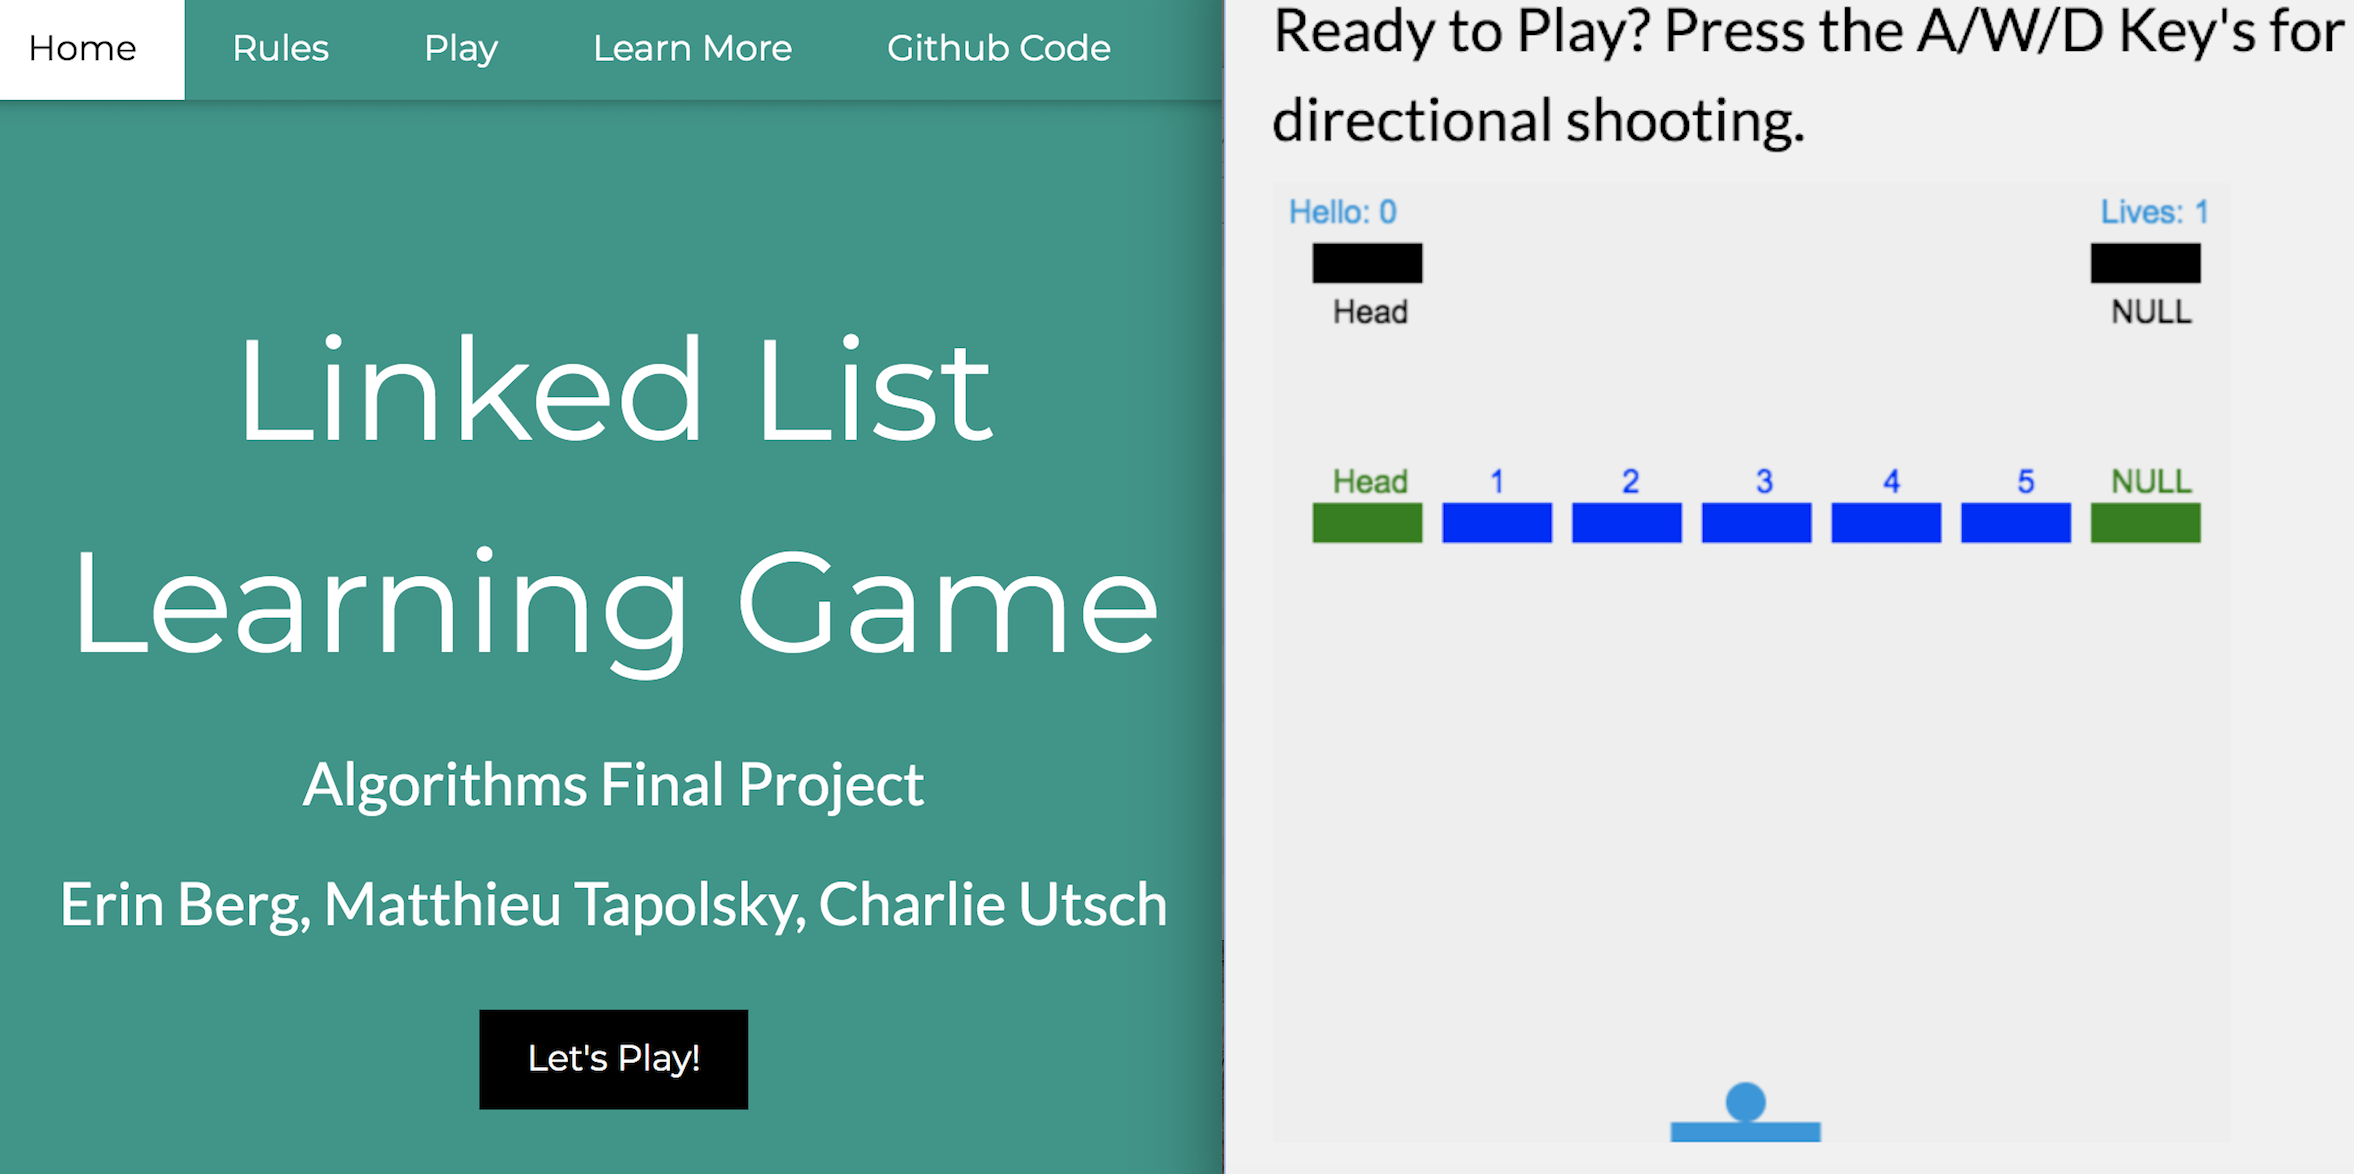 Home Rules Play Learn More Github Code
Linked List
Learning Game
Algorithms Final Project
Erin Berg, Matthieu Tapolsky, Charlie Utsch
Let's Play!
Ready to Play? Press the A/W/D Key's for
directional shooting.
Hello: 0 Lives: 1
Head NULL
Head 1 2 3 4 5 NULL